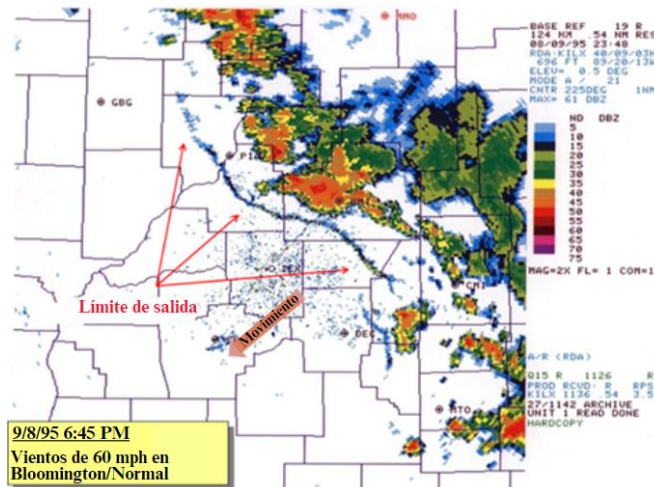 BASE REF 19 R
124 NM .54 NM RES
08/09/95 23:48
RDA:KILX 40/09/03N
696 FT 89/20/13W
ELEV= 0.5 DEG
MODE A / 21
CNTR 225DEG 1NM
MAX= 61 DBZ
ND DBZ
5
10
15
20
25
30
35
40
45
50
55
60
65
70
75
MAG=2X FL= 1 COM=1
MMO
GBG
PIA
CMI
DEC
MTO
Límite de salida
Movimiento
A/R (RDA)
Q15 R 1126 R
PROD RCVD: R RPS
KILX 1136 .54 3.5
27/1142 ARCHIVE
UNIT 1 READ DONE
HARDCOPY
9/8/95 6:45 PM
Vientos de 60 mph en
Bloomington/Normal